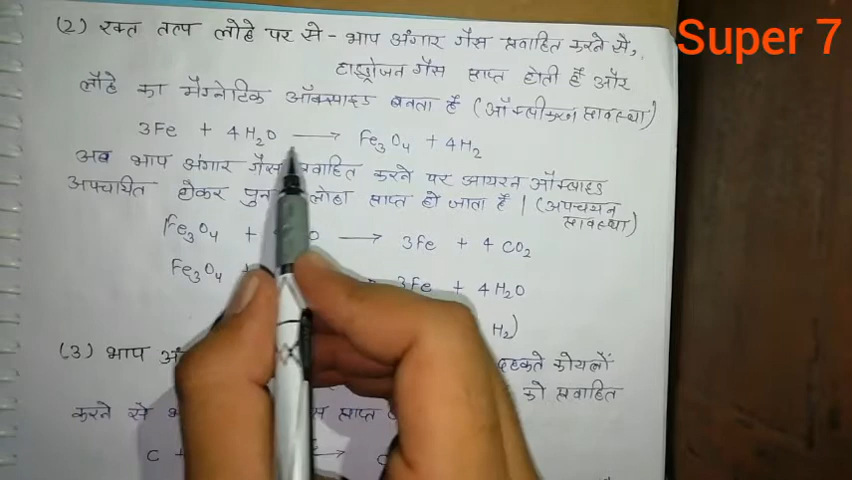 Super 7
(2) रक्त तप्त लोहे पर से - भाप अंगार गैस प्रवाहित करने से,
हाइड्रोजन गैस प्राप्त होती है और
लोहे का मैग्नेटिक ऑक्साइड बनता है (ऑक्सीकरण प्रावस्था)
3Fe + 4H₂O ⟶ Fe₃O₄ + 4H₂
अब भाप अंगार गैस प्रवाहित करने पर आयरन ऑक्साइड
अपचयित होकर लोहा प्राप्त हो जाता है | (अपचयन
प्रावस्था)
Fe₃O₄ + ⟶ 3Fe + 4CO₂
Fe₃O₄ + 3Fe + 4H₂O
H₂)
(3) भाप दहकते कोयलों
को प्रवाहित
करने से प्राप्त
C +